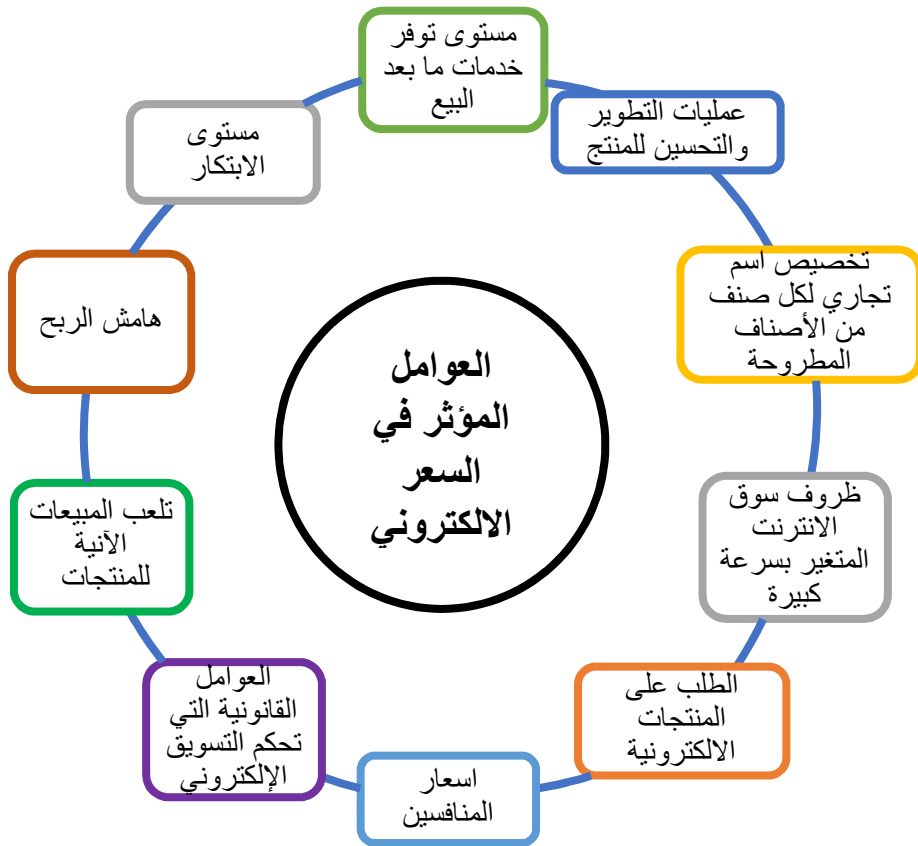 العوامل
المؤثر في
السعر
الالكتروني
مستوى توفر
خدمات ما بعد
البيع
عمليات التطوير
والتحسين للمنتج
تخصيص اسم
تجاري لكل صنف
من الأصناف
المطروحة
ظروف سوق
الانترنت
المتغير بسرعة
كبيرة
الطلب على
المنتجات
الالكترونية
اسعار
المنافسين
العوامل
القانونية التي
تحكم التسويق
الإلكتروني
تلعب المبيعات
الآنية
للمنتجات
هامش الربح
مستوى
الابتكار